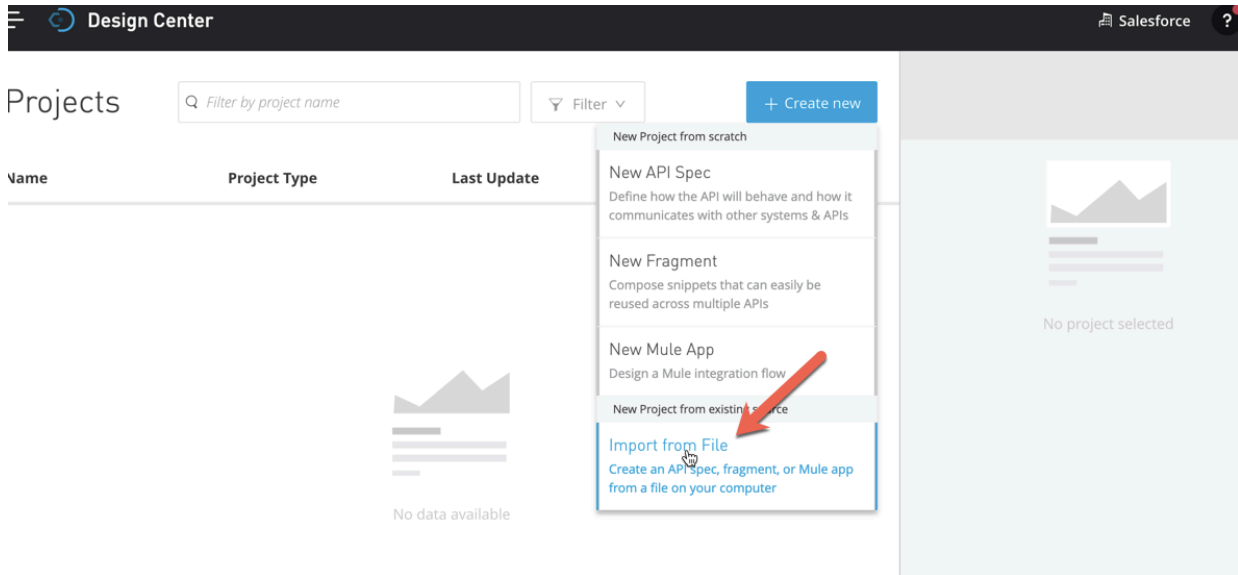 Design Center
Salesforce
?
Projects
Filter by project name
Filter
+ Create new
New Project from scratch
Name
Project Type
Last Update
New API Spec
Define how the API will behave and how it
communicates with other systems & APIs
New Fragment
Compose snippets that can easily be
reused across multiple APIs
No project selected
New Mule App
Design a Mule integration flow
New Project from existing source
Import from File
Create an API spec, fragment, or Mule app
from a file on your computer
No data available